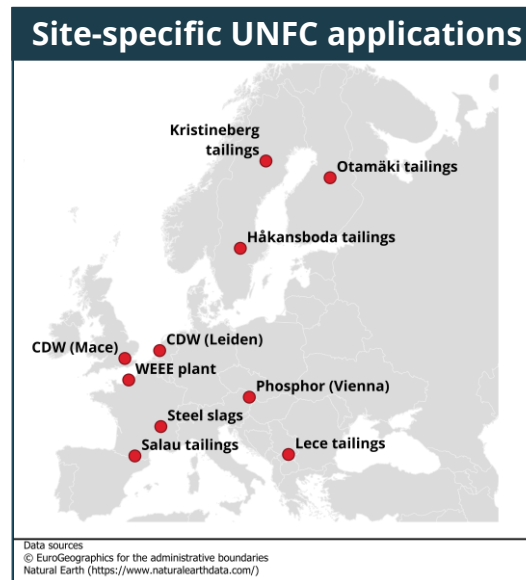 Site-specific UNFC applications
Kristineberg
tailings
Otamäki tailings
Håkansboda tailings
CDW (Leiden)
CDW (Mace)
WEEE plant
Phosphor (Vienna)
Steel slags
Salau tailings
Lece tailings
Data sources
© EuroGeographics for the administrative boundaries
Natural Earth (https://www.naturalearthdata.com/)